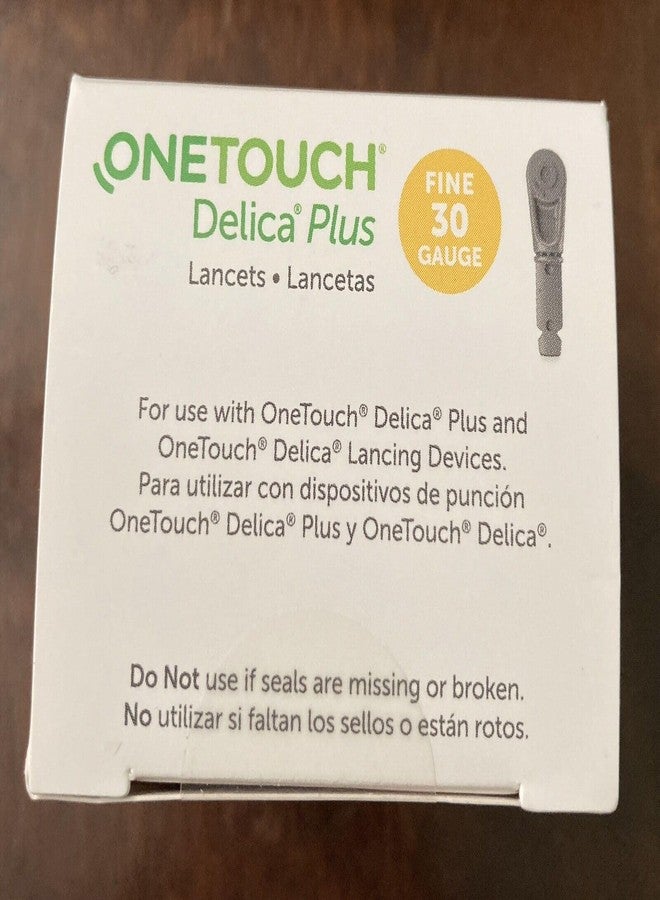 ONETOUCH®
Delica® Plus
Lancets • Lancetas
FINE
30
GAUGE
For use with OneTouch® Delica® Plus and
OneTouch® Delica® Lancing Devices.
Para utilizar con dispositivos de punción
OneTouch® Delica® Plus y OneTouch® Delica®.
Do Not use if seals are missing or broken.
No utilizar si faltan los sellos o están rotos.